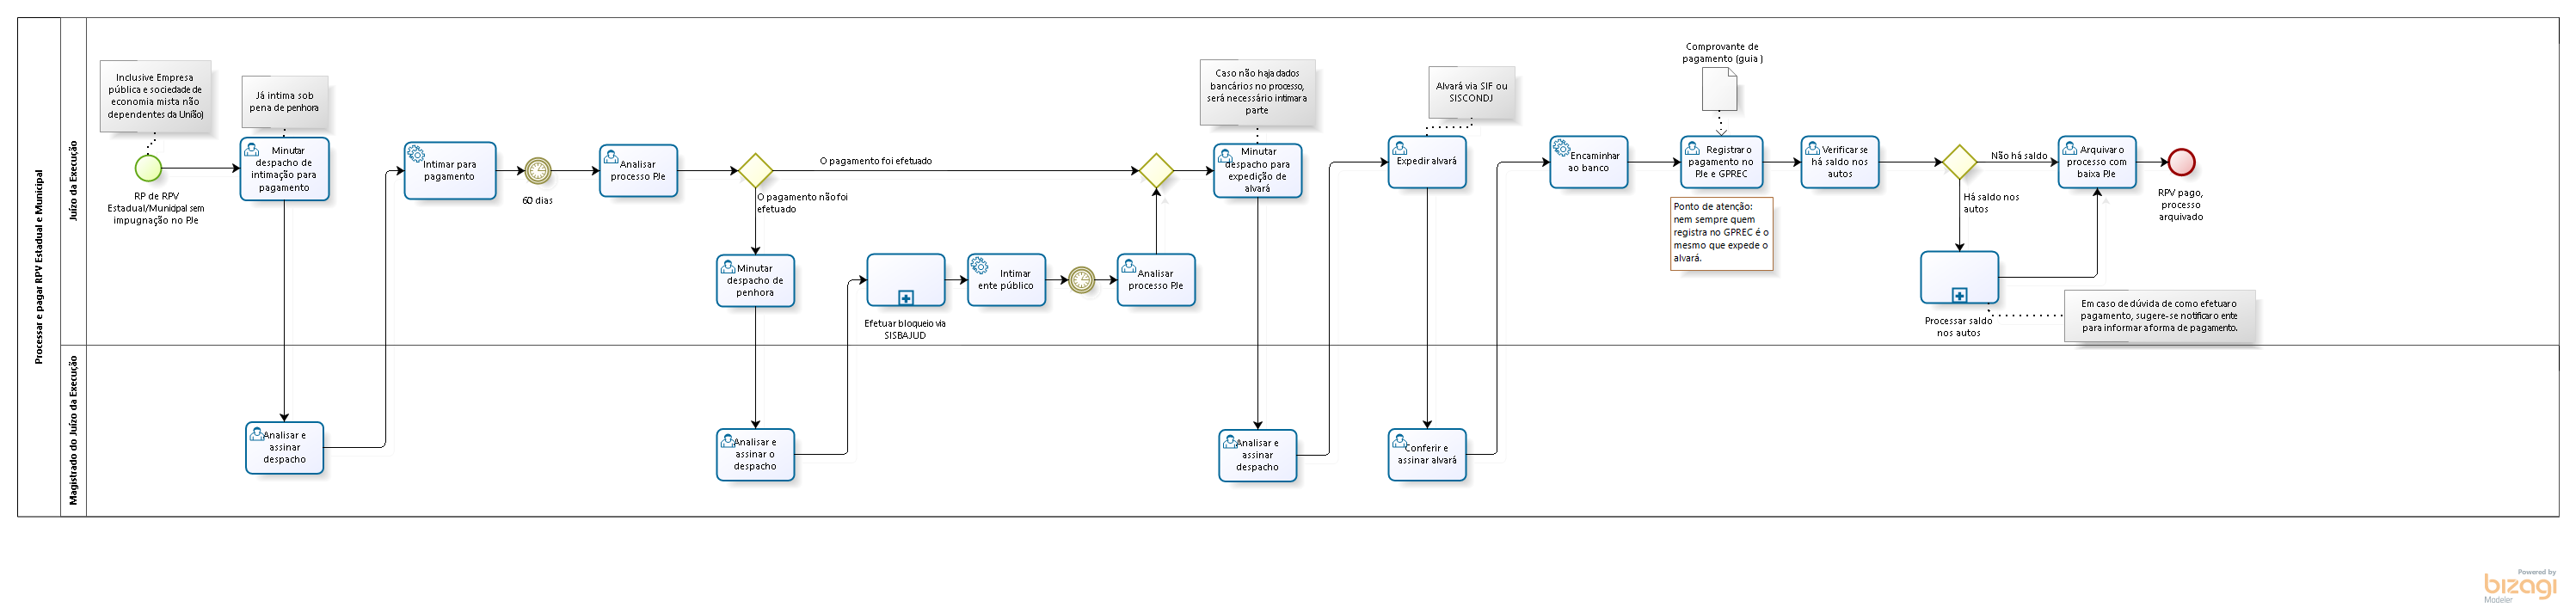 Processar e pagar RPV Estadual e Municipal
Juízo da Execução
Magistrado do Juízo da Execução
Inclusive Empresa
pública e sociedade de
economia mista não
dependentes da União)
RP de RPV
Estadual/Municipal sem
impugnação no PJe
Já intima sob
pena de penhora
Minutar
despacho de
intimação para
pagamento
Analisar e
assinar
despacho
Intimar para
pagamento
60 dias
Analisar
processo PJe
O pagamento foi efetuado
O pagamento não foi
efetuado
Minutar
despacho de
penhora
Analisar e
assinar o
despacho
Efetuar bloqueio via
SISBAJUD
Intimar
ente público
Analisar
processo PJe
Caso não haja dados
bancários no processo,
será necessário intimar a
parte
Minutar
despacho para
expedição de
alvará
Analisar e
assinar
despacho
Alvará via SIF ou
SISCONDJ
Expedir alvará
Conferir e
assinar alvará
Encaminhar
ao banco
Comprovante de
pagamento (guia )
Registrar o
pagamento no
PJe e GPREC
Ponto de atenção:
nem sempre quem
registra no GPREC é o
mesmo que expede o
alvará.
Verificar se
há saldo nos
autos
Não há saldo
Há saldo nos
autos
Processar saldo
nos autos
Em caso de dúvida de como efetuar o
pagamento, sugere-se notificar o ente
para informar a forma de pagamento.
Arquivar o
processo com
baixa PJe
RPV pago,
processo
arquivado
Powered by
bizagi
Modeler